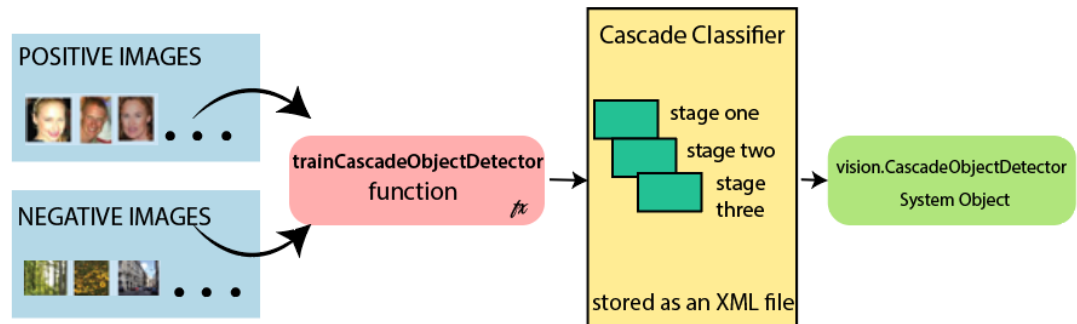 POSITIVE IMAGES
NEGATIVE IMAGES
trainCascadeObjectDetector
function
fx
Cascade Classifier
stage one
stage two
stage
three
stored as an XML file
vision.CascadeObjectDetector
System Object